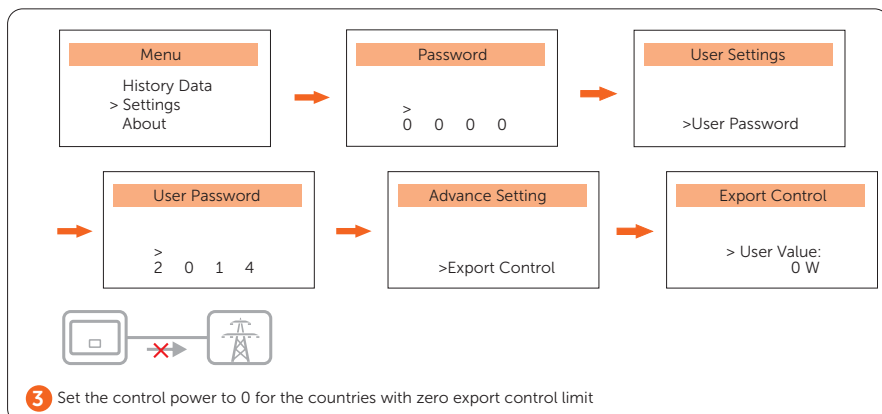 Menu
History Data
> Settings
About
Password
>
0 0 0 0
User Settings
>User Password
User Password
>
2 0 1 4
Advance Setting
>Export Control
Export Control
> User Value:
0 W
3 Set the control power to 0 for the countries with zero export control limit